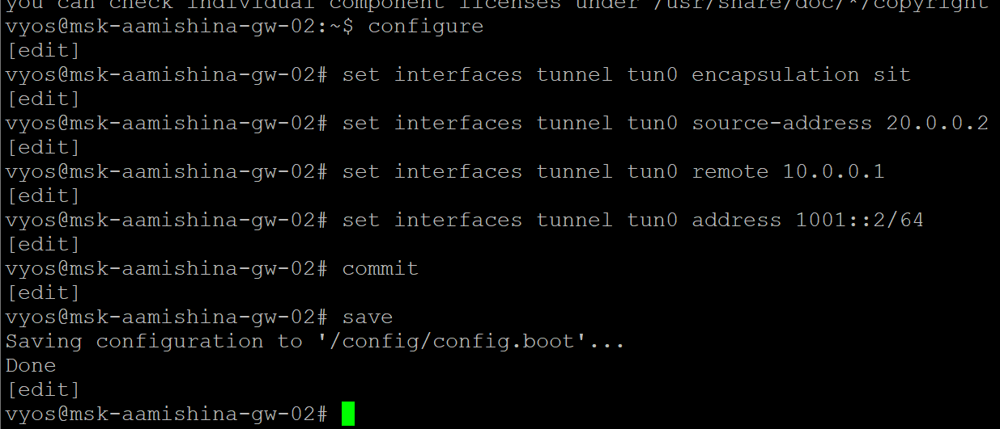 you can check individual component licenses under /usr/share/doc/*/copyright
vyos@msk-aamishina-gw-02:~$ configure
[edit]
vyos@msk-aamishina-gw-02# set interfaces tunnel tun0 encapsulation sit
[edit]
vyos@msk-aamishina-gw-02# set interfaces tunnel tun0 source-address 20.0.0.2
[edit]
vyos@msk-aamishina-gw-02# set interfaces tunnel tun0 remote 10.0.0.1
[edit]
vyos@msk-aamishina-gw-02# set interfaces tunnel tun0 address 1001::2/64
[edit]
vyos@msk-aamishina-gw-02# commit
[edit]
vyos@msk-aamishina-gw-02# save
Saving configuration to '/config/config.boot'...
Done
[edit]
vyos@msk-aamishina-gw-02#